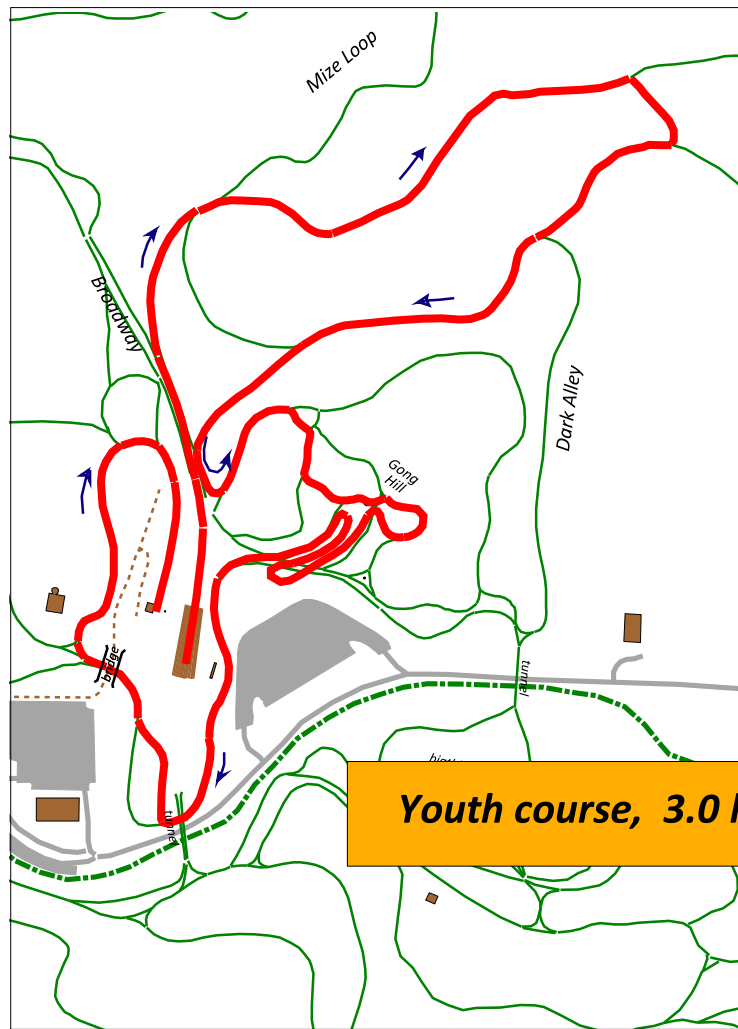 Mize Loop
Broadway
Dark Alley
Gong
Hill
bridge
tunnel
Youth course, 3.0
tunnel